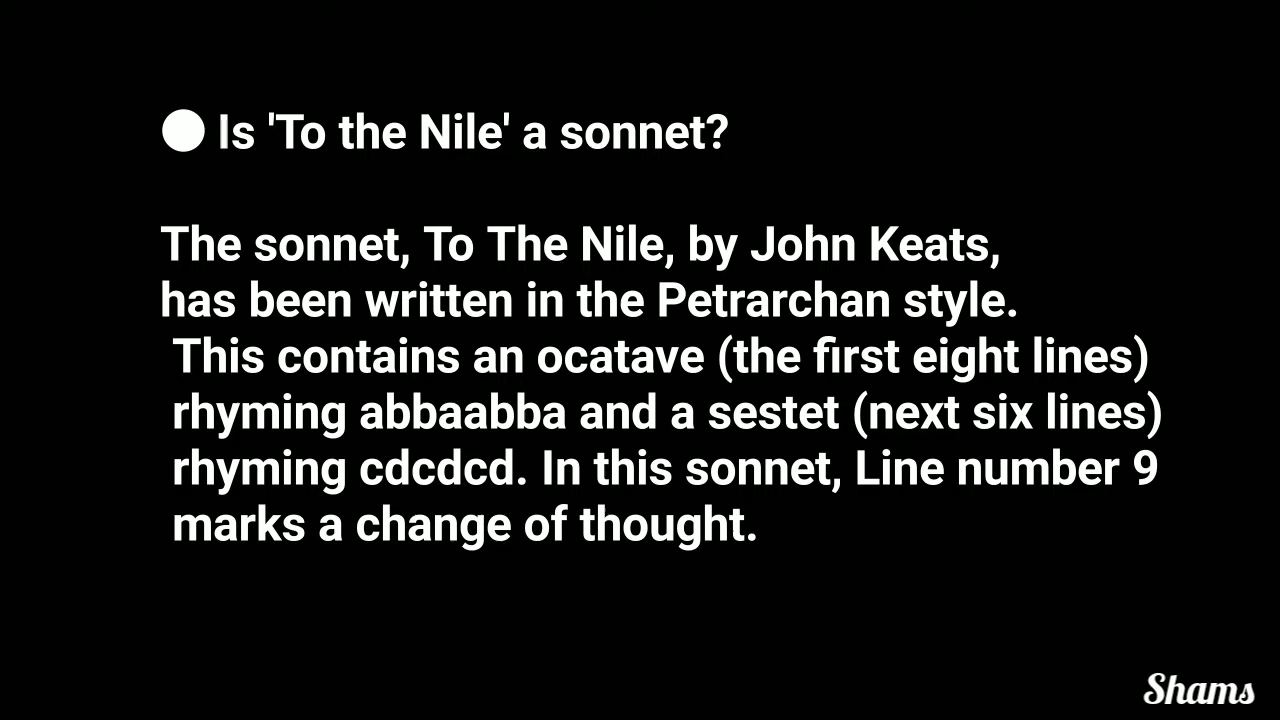 ● Is 'To the Nile' a sonnet?
The sonnet, To The Nile, by John Keats,
has been written in the Petrarchan style.
This contains an ocatave (the first eight lines)
rhyming abbaabba and a sestet (next six lines)
rhyming cdcdcd. In this sonnet, Line number 9
marks a change of thought.
Shams